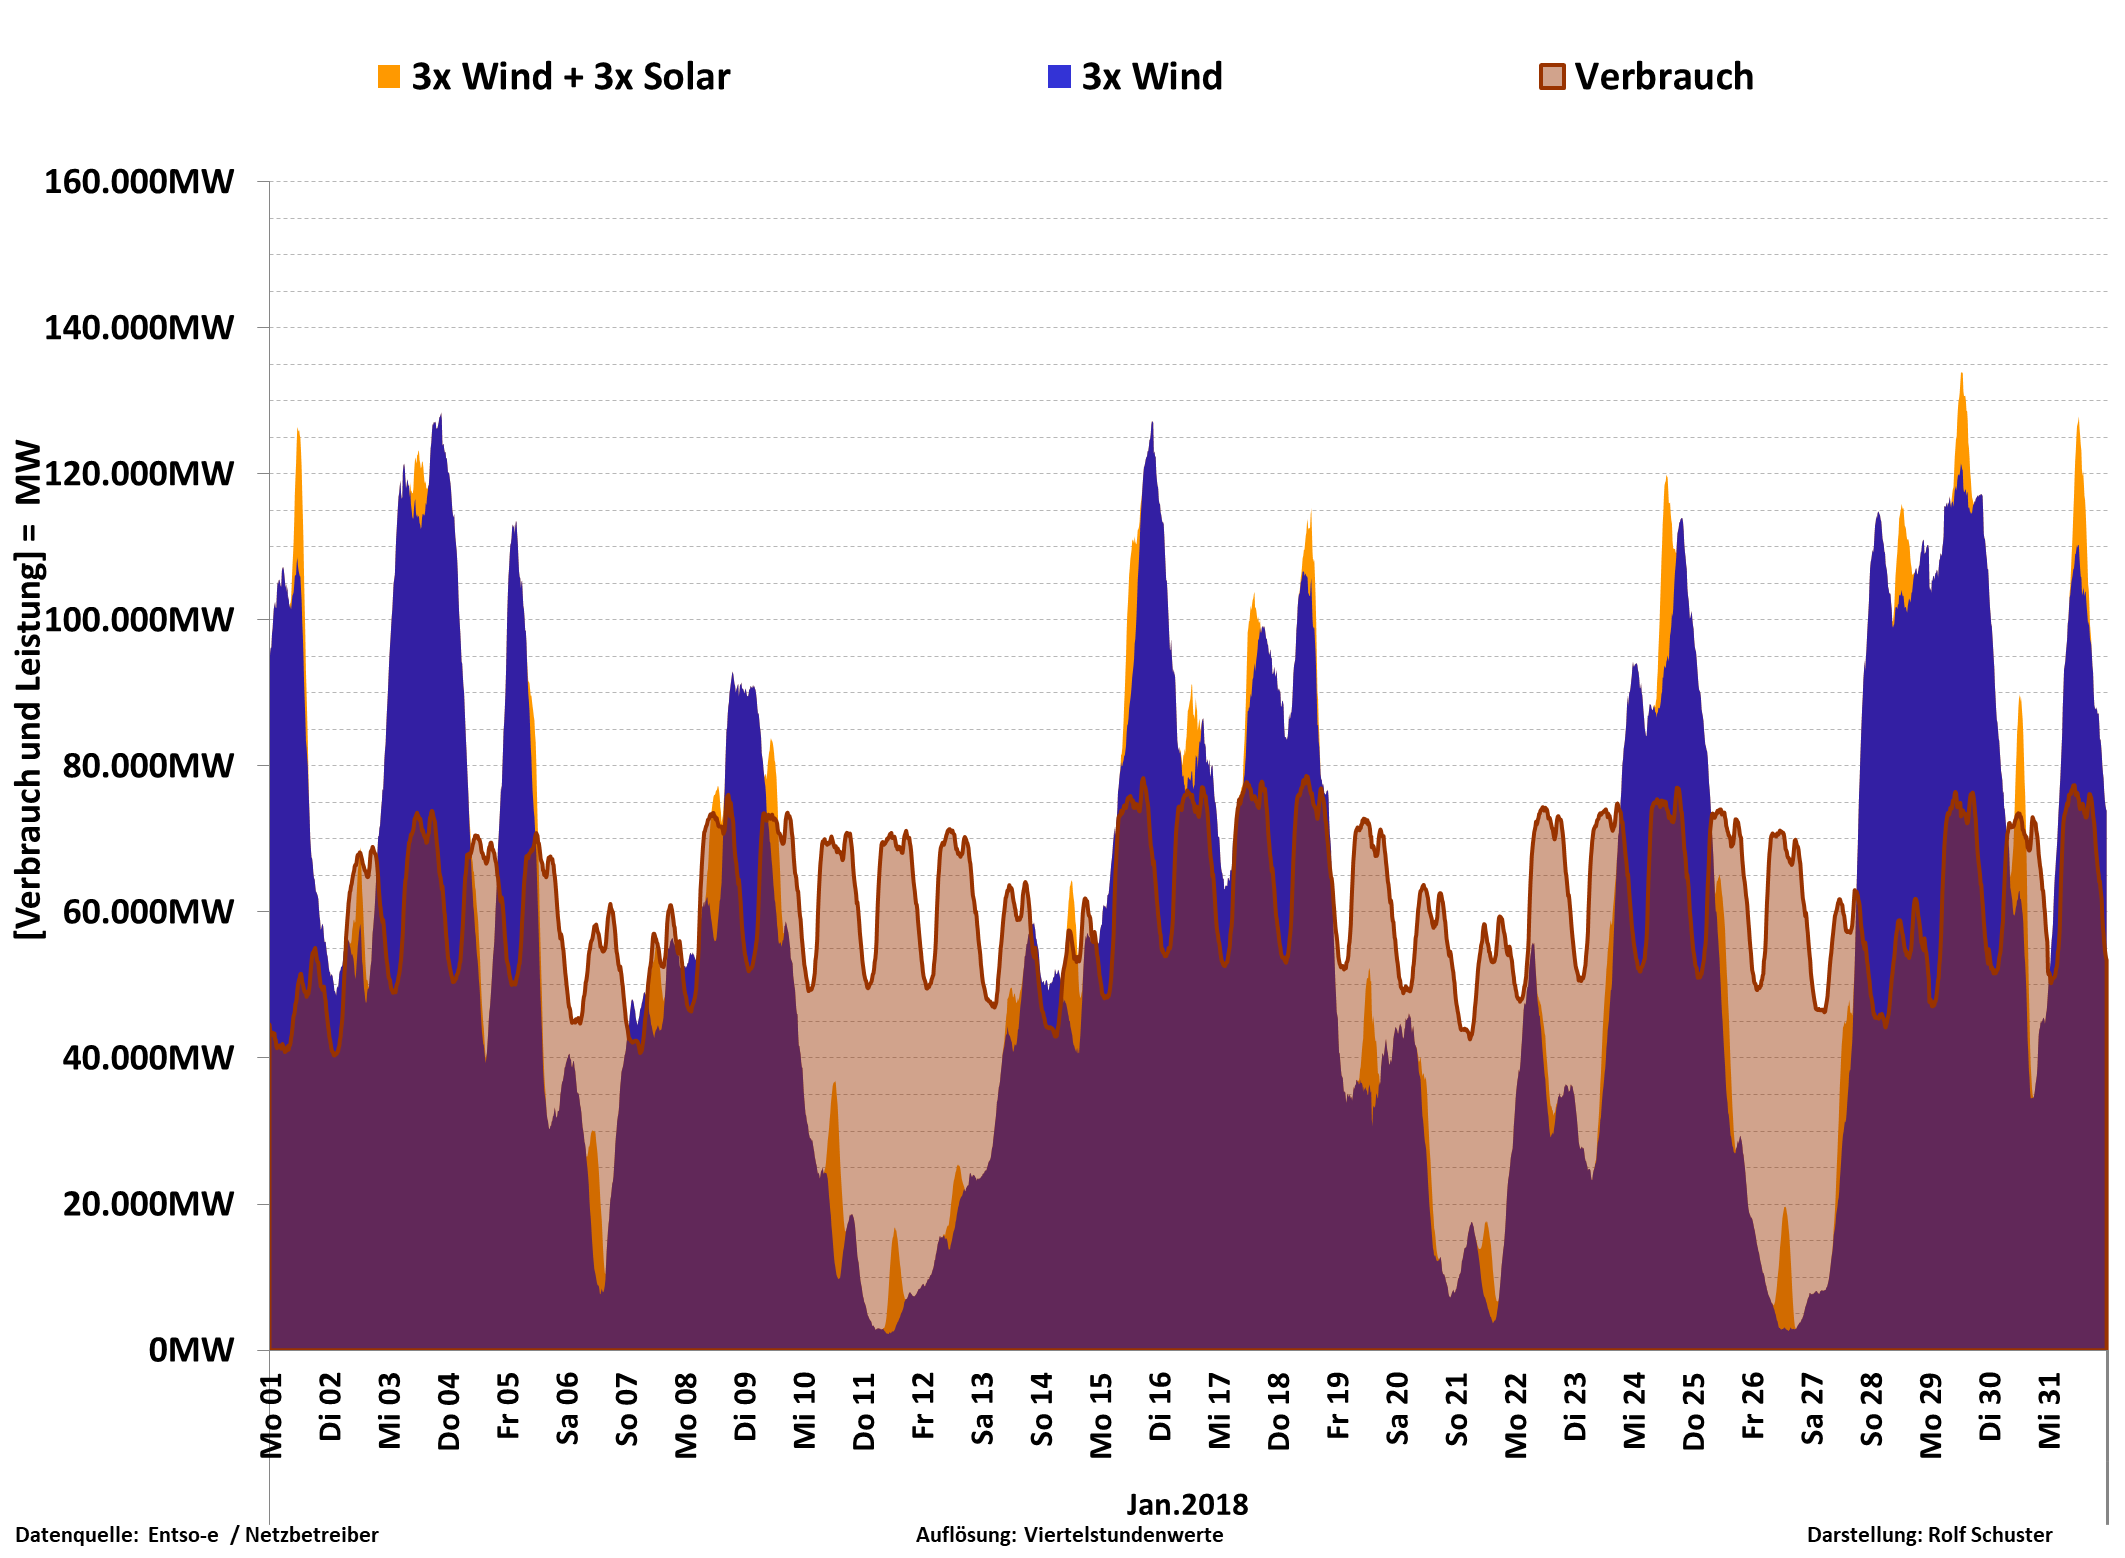 3x Wind + 3x Solar
3x Wind
Verbrauch
[Verbrauch und Leistung] = MW
160.000MW
140.000MW
120.000MW
100.000MW
80.000MW
60.000MW
40.000MW
20.000MW
0MW
Mo 01
Di 02
Mi 03
Do 04
Fr 05
Sa 06
So 07
Mo 08
Di 09
Mi 10
Do 11
Fr 12
Sa 13
So 14
Mo 15
Di 16
Mi 17
Do 18
Fr 19
Sa 20
So 21
Mo 22
Di 23
Mi 24
Do 25
Fr 26
Sa 27
So 28
Mo 29
Di 30
Mi 31
Jan.2018
Datenquelle: Entso-e / Netzbetreiber
Auflösung: Viertelstundenwerte
Darstellung: Rolf Schuster